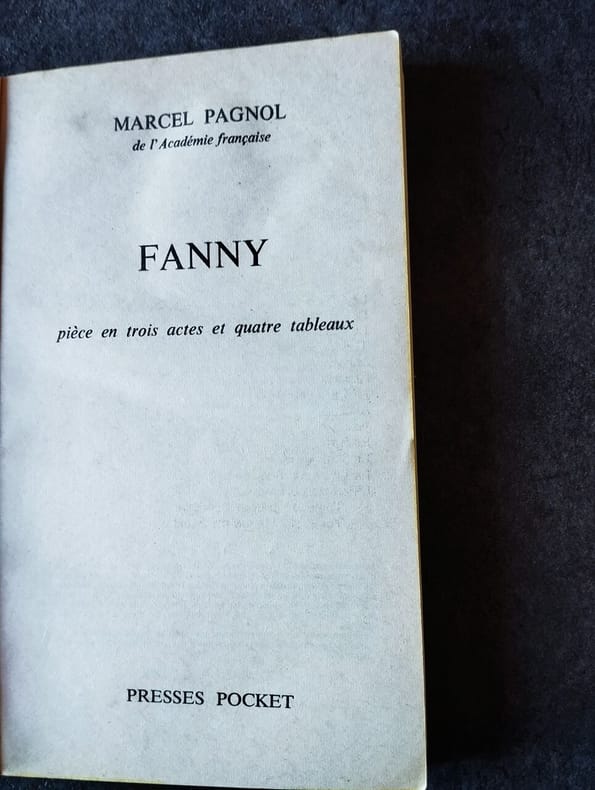 MARCEL PAGNOL
de l'Académie française
FANNY
pièce en trois actes et quatre tableaux
PRESSES POCKET